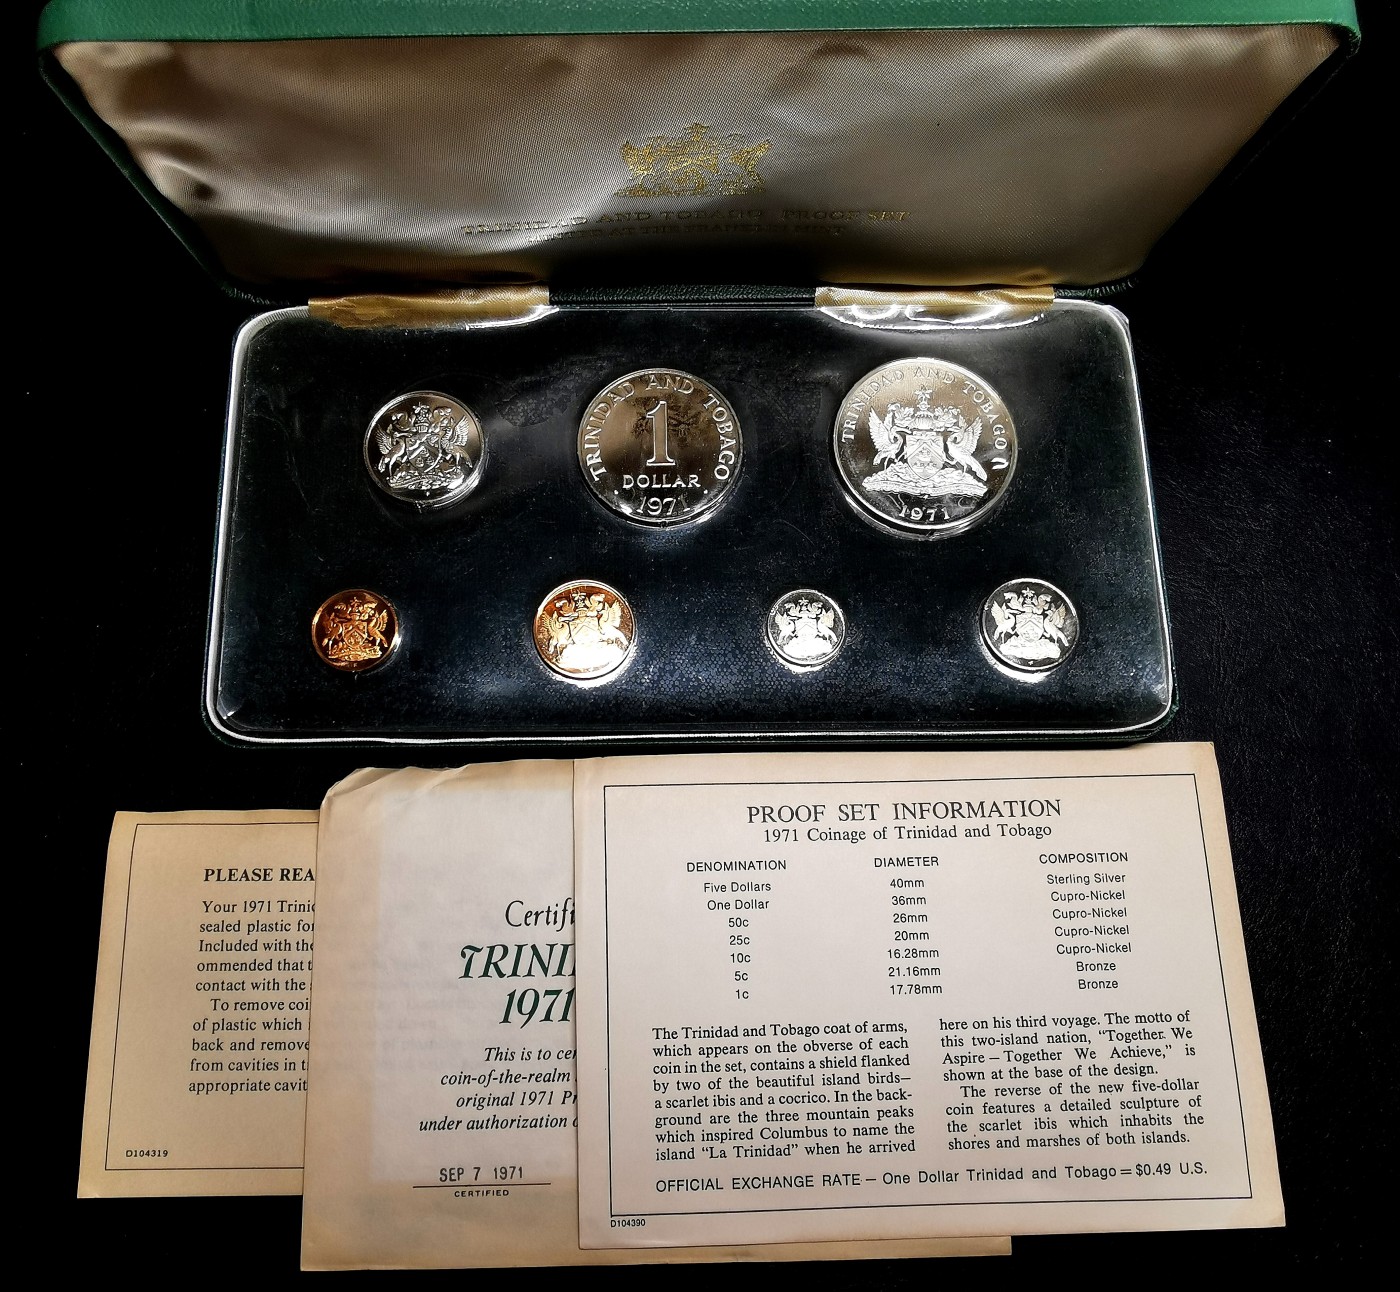 TRINIDAD AND TOBAGO PROOF SET
MINTED AT THE FRANKLIN MINT
TRINIDAD AND TOBAGO
1
DOLLAR
1971
TRINIDAD AND TOBAGO
1971
PLEASE REA
Your 1971 Trinid
sealed plastic for
Included with the
ommended that t
contact with the
To remove coi
of plastic which
back and remove
from cavities in t
appropriate cavit
D104319
Certifi
TRINI
1971
This is to cer
coin-of-the-realm
original 1971 Pr
under authorization
SEP 7 1971
CERTIFIED
PROOF SET INFORMATION
1971 Coinage of Trinidad and Tobago
DENOMINATION DIAMETER COMPOSITION
Five Dollars 40mm Sterling Silver
One Dollar 36mm Cupro-Nickel
50c 26mm Cupro-Nickel
25c 20mm Cupro-Nickel
10c 16.28mm Cupro-Nickel
5c 21.16mm Bronze
1c 17.78mm Bronze
The Trinidad and Tobago coat of arms,
which appears on the obverse of each
coin in the set, contains a shield flanked
by two of the beautiful island birds—
a scarlet ibis and a cocrico. In the back-
ground are the three mountain peaks
which inspired Columbus to name the
island “La Trinidad” when he arrived
here on his third voyage. The motto of
this two-island nation, “Together We
Aspire — Together We Achieve,” is
shown at the base of the design.
The reverse of the new five-dollar
coin features a detailed sculpture of
the scarlet ibis which inhabits the
shores and marshes of both islands.
OFFICIAL EXCHANGE RATE — One Dollar Trinidad and Tobago = $0.49 U.S.
D104390